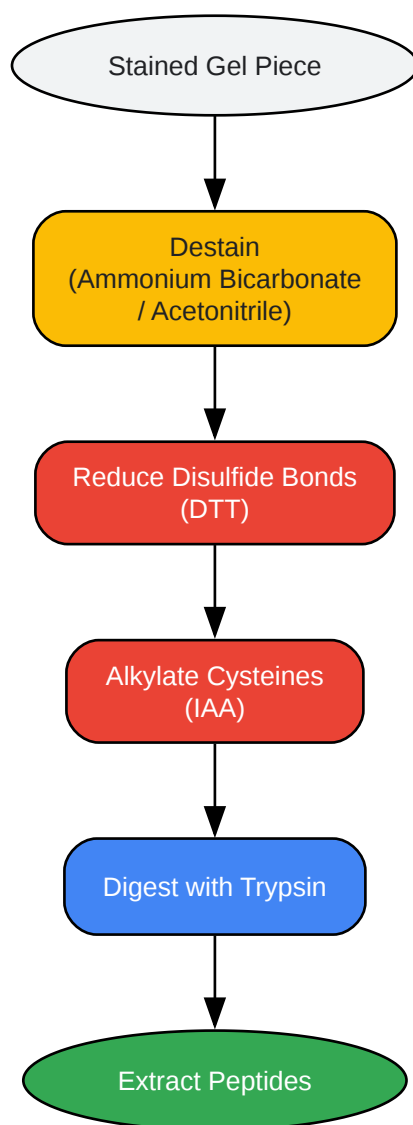 Stained Gel Piece
Destain
(Ammonium Bicarbonate
/ Acetonitrile)
Reduce Disulfide Bonds
(DTT)
Alkylate Cysteines
(IAA)
Digest with Trypsin
Extract Peptides